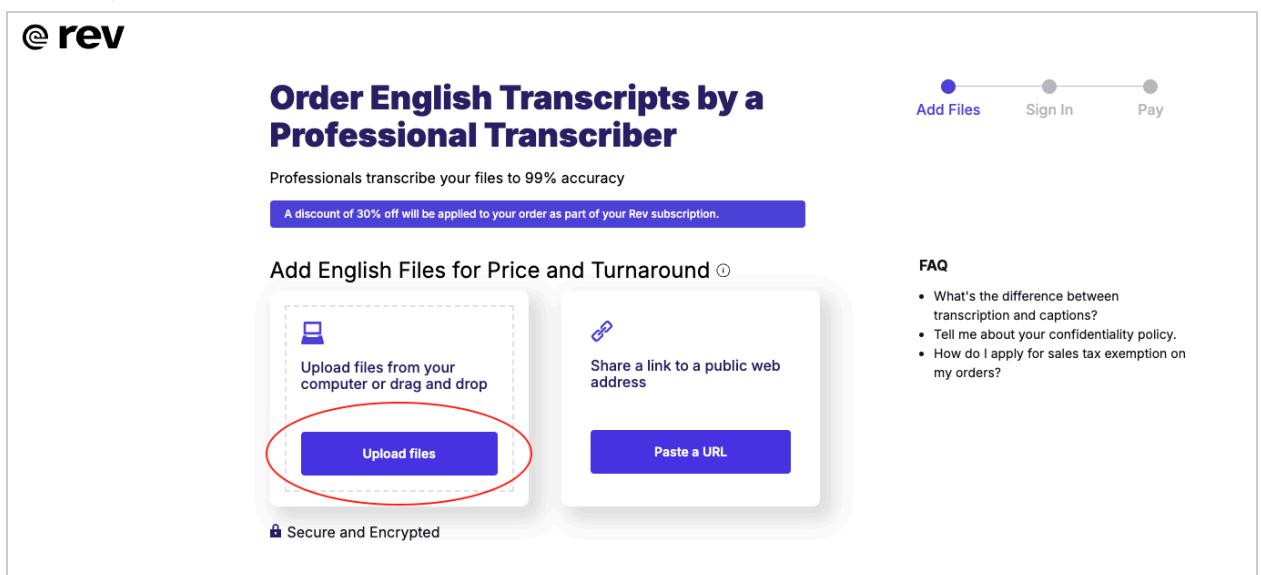 rev
Order English Transcripts by a
Professional Transcriber
Professionals transcribe your files to 99% accuracy
A discount of 30% off will be applied to your order as part of your Rev subscription.
Add English Files for Price and Turnaround
Upload files from your
computer or drag and drop
Upload files
Share a link to a public web
address
Paste a URL
Secure and Encrypted
Add Files
Sign In
Pay
FAQ
What's the difference between
transcription and captions?
Tell me about your confidentiality policy.
How do I apply for sales tax exemption on
my orders?